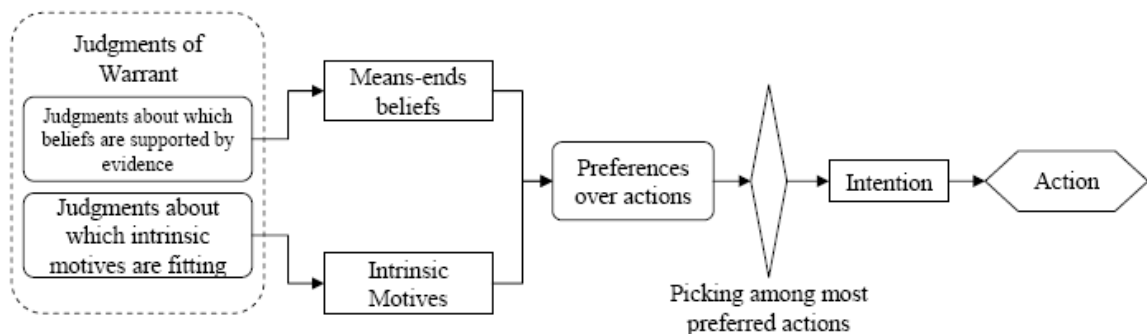 Judgments of
Warrant
Judgments about which
beliefs are supported by
evidence
Judgments about
which intrinsic
motives are fitting
Means-ends
beliefs
Intrinsic
Motives
Preferences
over actions
Picking among most
preferred actions
Intention
Action